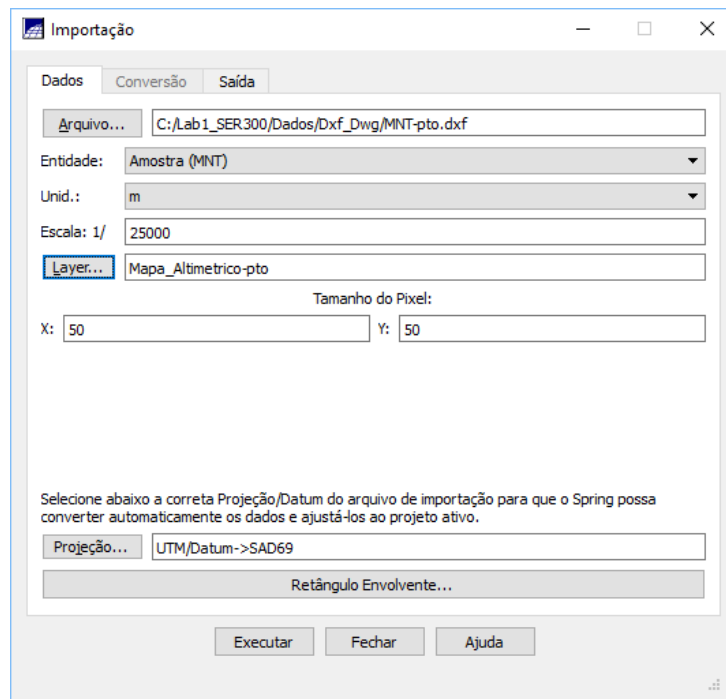 Importação
Dados Conversão Saída
Arquivo... C:/Lab1_SER300/Dados/Dxf_Dwg/MNT-pto.dxf
Entidade: Amostra (MNT)
Unid.: m
Escala: 1/ 25000
Layer... Mapa_Altimetrico-pto
Tamanho do Pixel:
X: 50 Y: 50
Selecione abaixo a correta Projeção/Datum do arquivo de importação para que o Spring possa
converter automaticamente os dados e ajustá-los ao projeto ativo.
Projeção... UTM/Datum->SAD69
Retângulo Envolvente...
Executar Fechar Ajuda